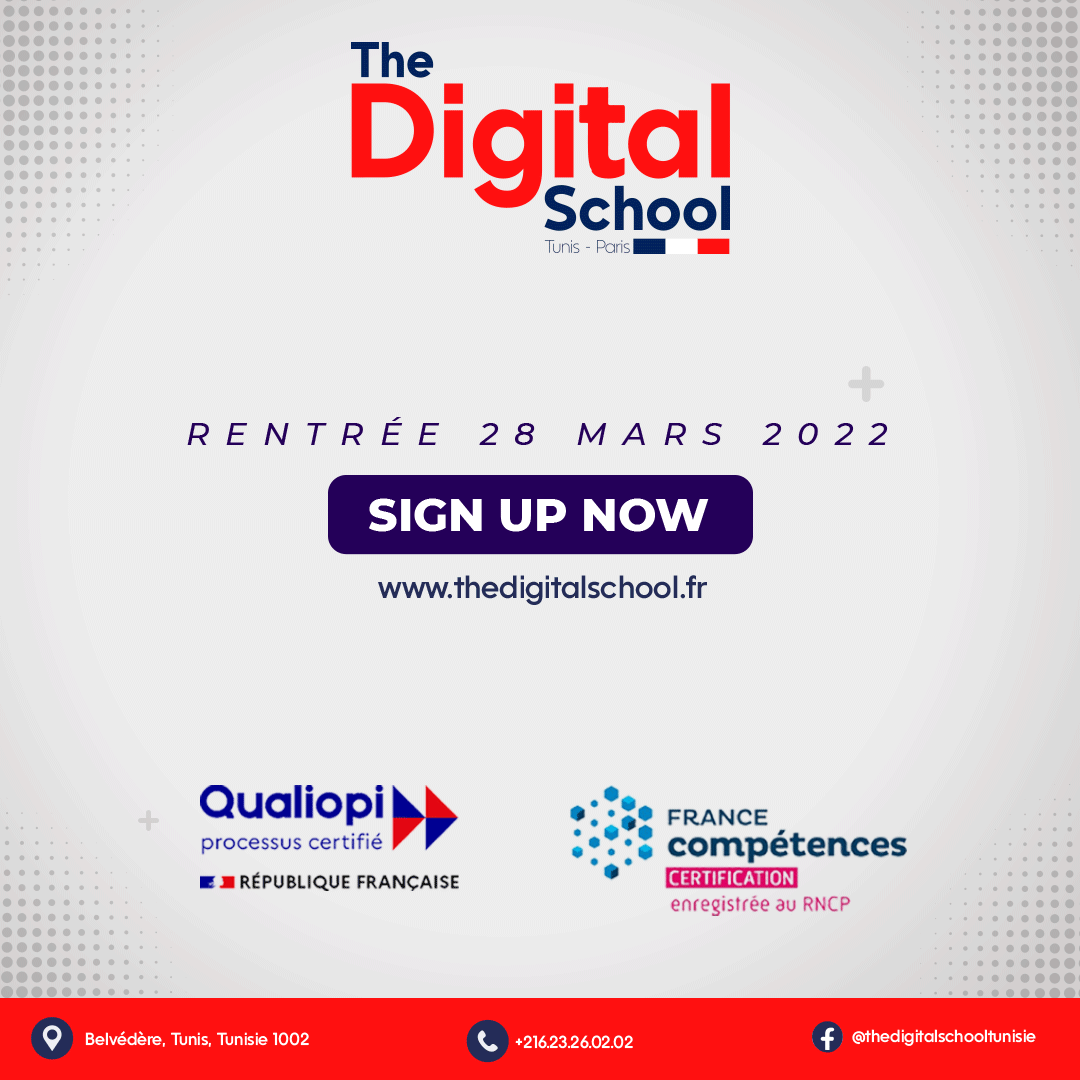 The
Digital
School
Tunis - Paris
RENTRÉE 28 MARS 2022
SIGN UP NOW
www.thedigitalschool.fr
Qualiopi
processus certifié
RÉPUBLIQUE FRANÇAISE
FRANCE
compétences
CERTIFICATION
enregistrée au RNCP
Belvédère, Tunis, Tunisie 1002
+216.23.26.02.02
@thedigitalschooltunisie